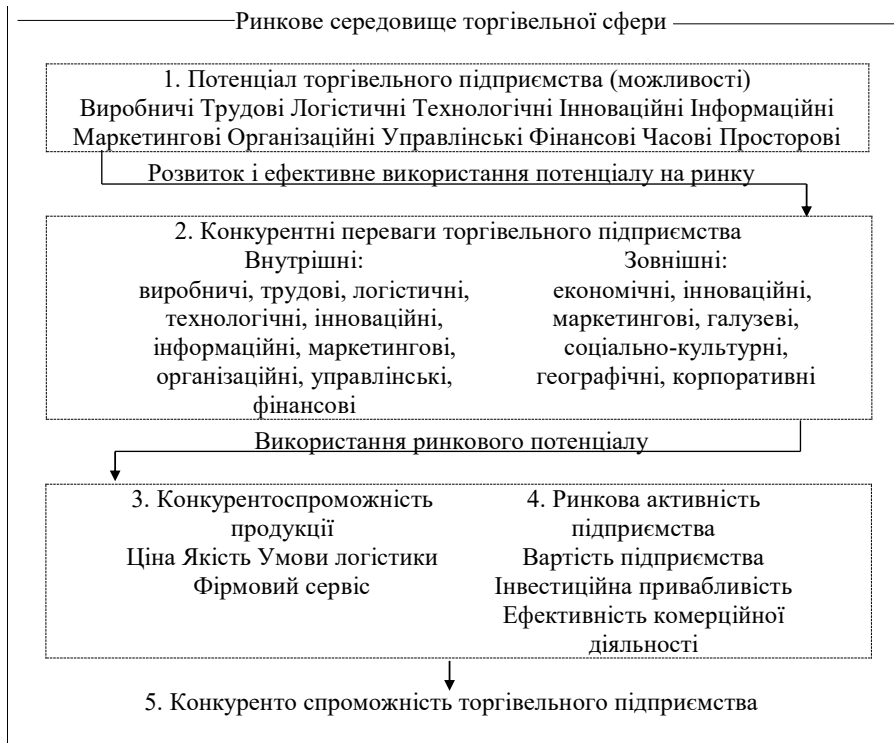 Ринкове середовище торгівельної сфери
1. Потенціал торгівельного підприємства (можливості)
Виробничі Трудові Логістичні Технологічні Інноваційні Інформаційні
Маркетингові Організаційні Управлінські Фінансові Часові Просторові
Розвиток і ефективне використання потенціалу на ринку
2. Конкурентні переваги торгівельного підприємства
Внутрішні:
виробничі, трудові, логістичні,
технологічні, інноваційні,
інформаційні, маркетингові,
організаційні, управлінські,
фінансові
Зовнішні:
економічні, інноваційні,
маркетингові, галузеві,
соціально-культурні,
географічні, корпоративні
Використання ринкового потенціалу
3. Конкурентоспроможність
продукції
Ціна Якість Умови логістики
Фірмовий сервіс
4. Ринкова активність
підприємства
Вартість підприємства
Інвестиційна привабливість
Ефективність комерційної
діяльності
5. Конкуренто спроможність торгівельного підприємства